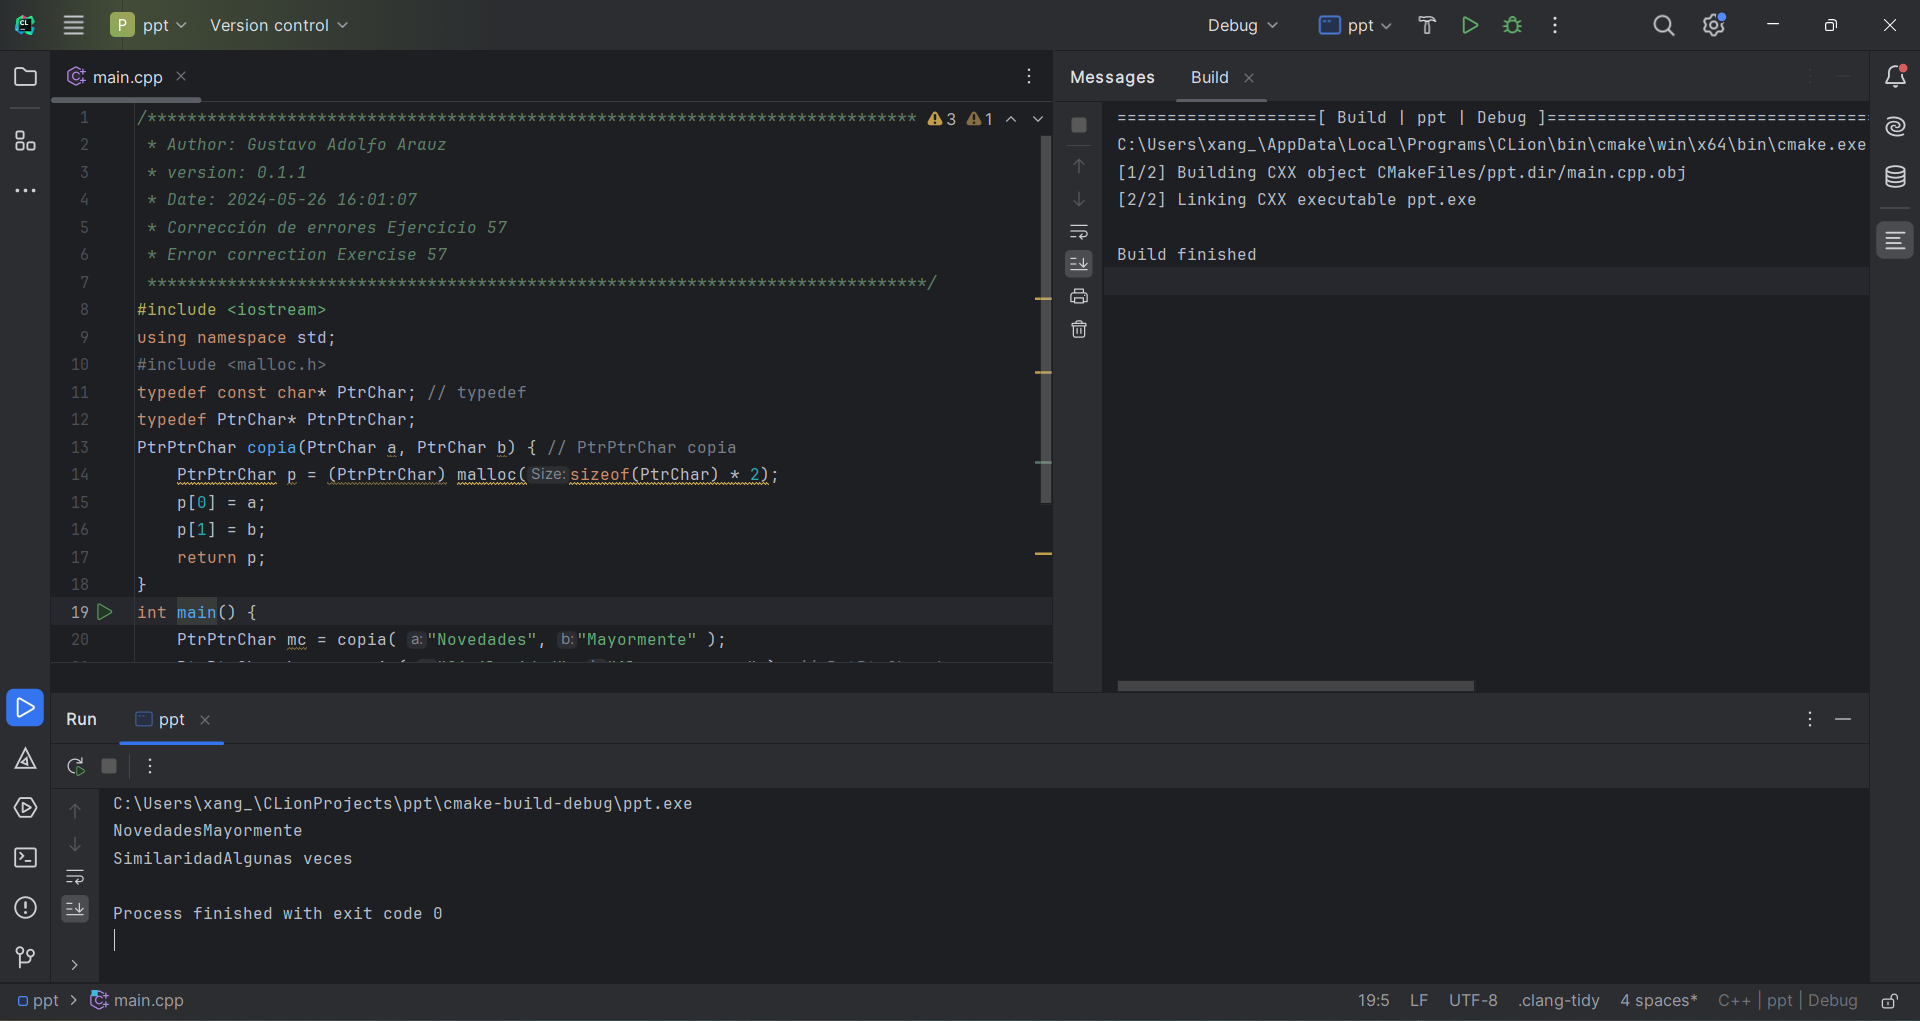 P ppt Version control Debug ppt
main.cpp
1 /*****************************************************************************
2 * Author: Gustavo Adolfo Arauz
3 * version: 0.1.1
4 * Date: 2024-05-26 16:01:07
5 * Corrección de errores Ejercicio 57
6 * Error correction Exercise 57
7 ******************************************************************************/
8 #include <iostream>
9 using namespace std;
10 #include <malloc.h>
11 typedef const char* PtrChar; // typedef
12 typedef PtrChar* PtrPtrChar;
13 PtrPtrChar copia(PtrChar a, PtrChar b) { // PtrPtrChar copia
14 PtrPtrChar p = (PtrPtrChar) malloc( Size: sizeof(PtrChar) * 2);
15 p[0] = a;
16 p[1] = b;
17 return p;
18 }
19 int main() {
20 PtrPtrChar mc = copia( a: "Novedades", b: "Mayormente" );
3 1
Messages Build
====================[ Build | ppt | Debug ]================================
C:\Users\xang_\AppData\Local\Programs\CLion\bin\cmake\win\x64\bin\cmake.exe
[1/2] Building CXX object CMakeFiles/ppt.dir/main.cpp.obj
[2/2] Linking CXX executable ppt.exe
Build finished
Run ppt
C:\Users\xang_\CLionProjects\ppt\cmake-build-debug\ppt.exe
NovedadesMayormente
SimilaridadAlgunas veces
Process finished with exit code 0
ppt > main.cpp 19:5 LF UTF-8 .clang-tidy 4 spaces* C++ | ppt | Debug